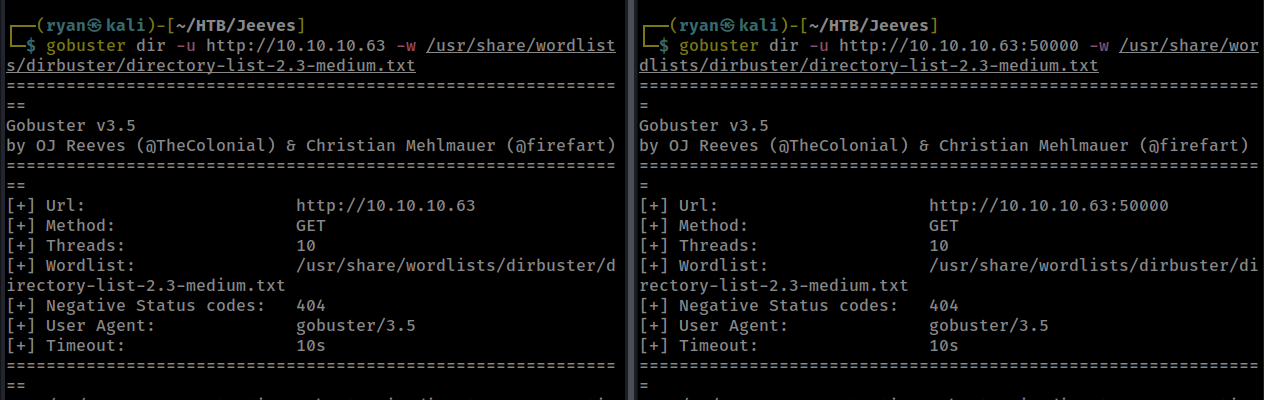 ┌──(ryan㉿kali)-[~/HTB/Jeeves]
└─$ gobuster dir -u http://10.10.10.63 -w /usr/share/wordlist
s/dirbuster/directory-list-2.3-medium.txt
=============================================================
==
Gobuster v3.5
by OJ Reeves (@TheColonial) & Christian Mehlmauer (@firefart)
=============================================================
==
[+] Url:                     http://10.10.10.63
[+] Method:                  GET
[+] Threads:                 10
[+] Wordlist:                /usr/share/wordlists/dirbuster/d
irectory-list-2.3-medium.txt
[+] Negative Status codes:   404
[+] User Agent:              gobuster/3.5
[+] Timeout:                 10s
=============================================================
==
┌──(ryan㉿kali)-[~/HTB/Jeeves]
└─$ gobuster dir -u http://10.10.10.63:50000 -w /usr/share/wor
dlists/dirbuster/directory-list-2.3-medium.txt
==============================================================
=
Gobuster v3.5
by OJ Reeves (@TheColonial) & Christian Mehlmauer (@firefart)
==============================================================
=
[+] Url:                     http://10.10.10.63:50000
[+] Method:                  GET
[+] Threads:                 10
[+] Wordlist:                /usr/share/wordlists/dirbuster/di
rectory-list-2.3-medium.txt
[+] Negative Status codes:   404
[+] User Agent:              gobuster/3.5
[+] Timeout:                 10s
==============================================================
=